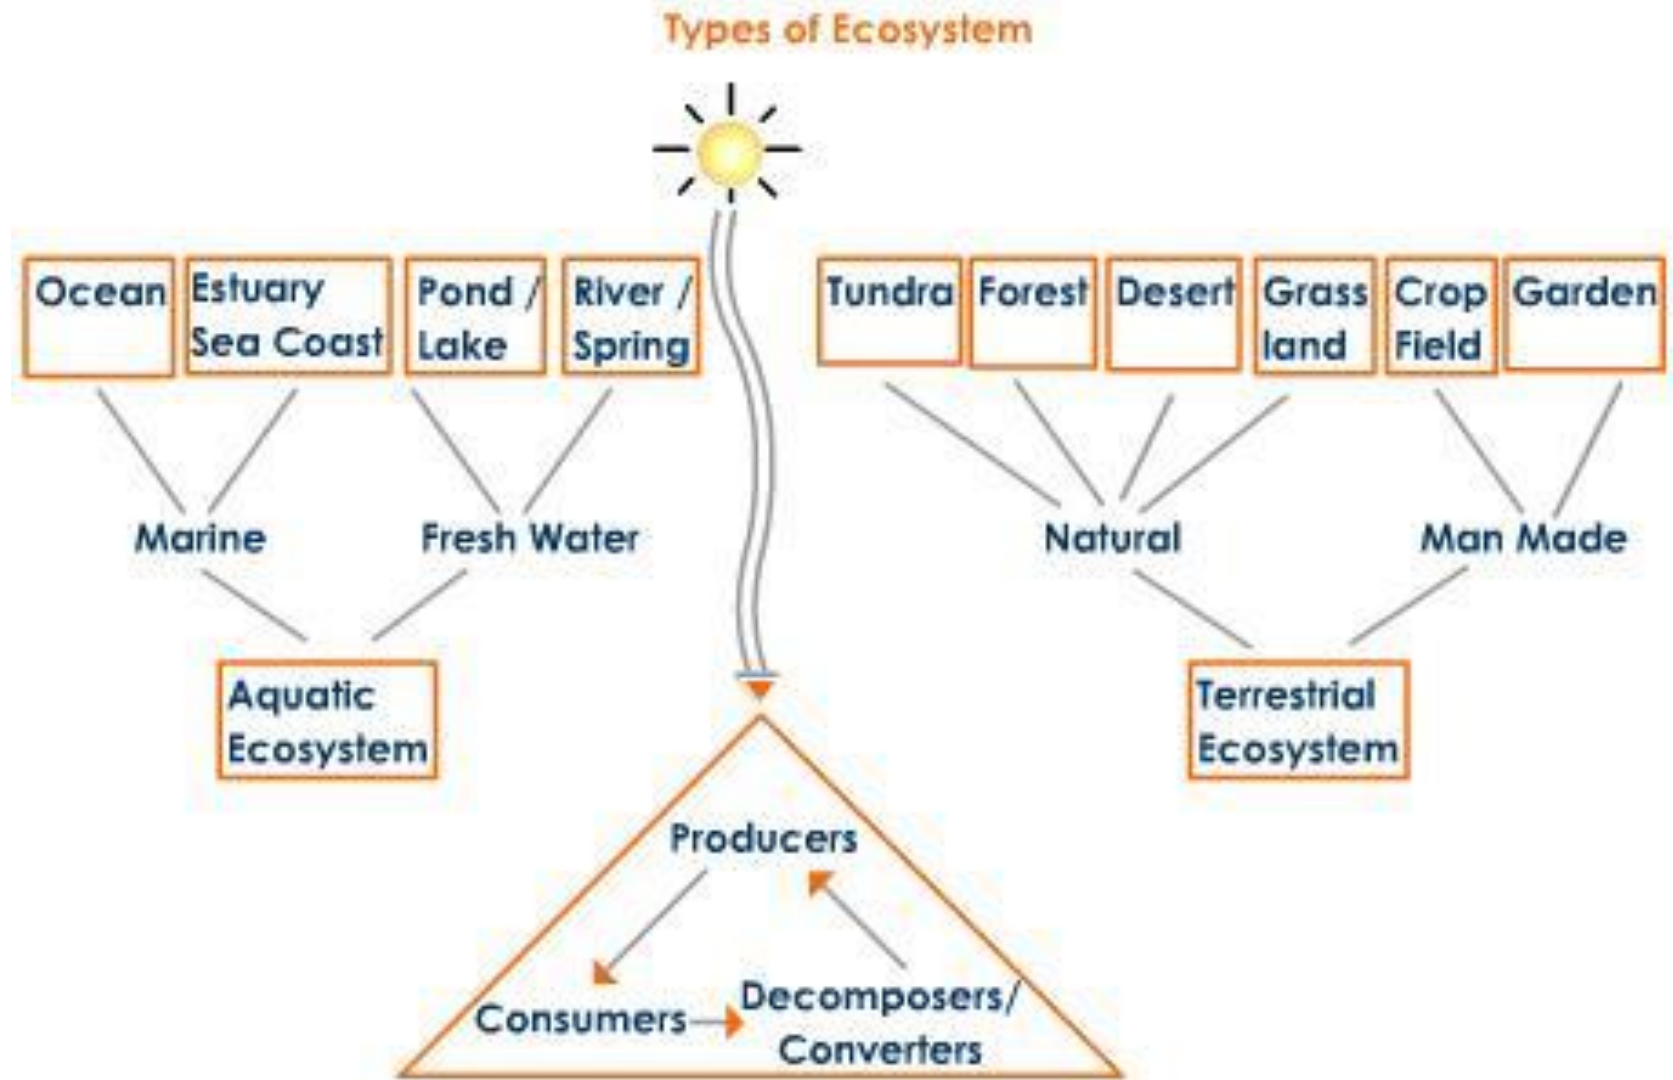 Types of Ecosystem
Ocean
Estuary
Sea Coast
Pond /
Lake
River /
Spring
Tundra
Forest
Desert
Grass
land
Crop
Field
Garden
Marine
Fresh Water
Natural
Man Made
Aquatic
Ecosystem
Terrestrial
Ecosystem
Producers
Consumers
Decomposers/
Converters